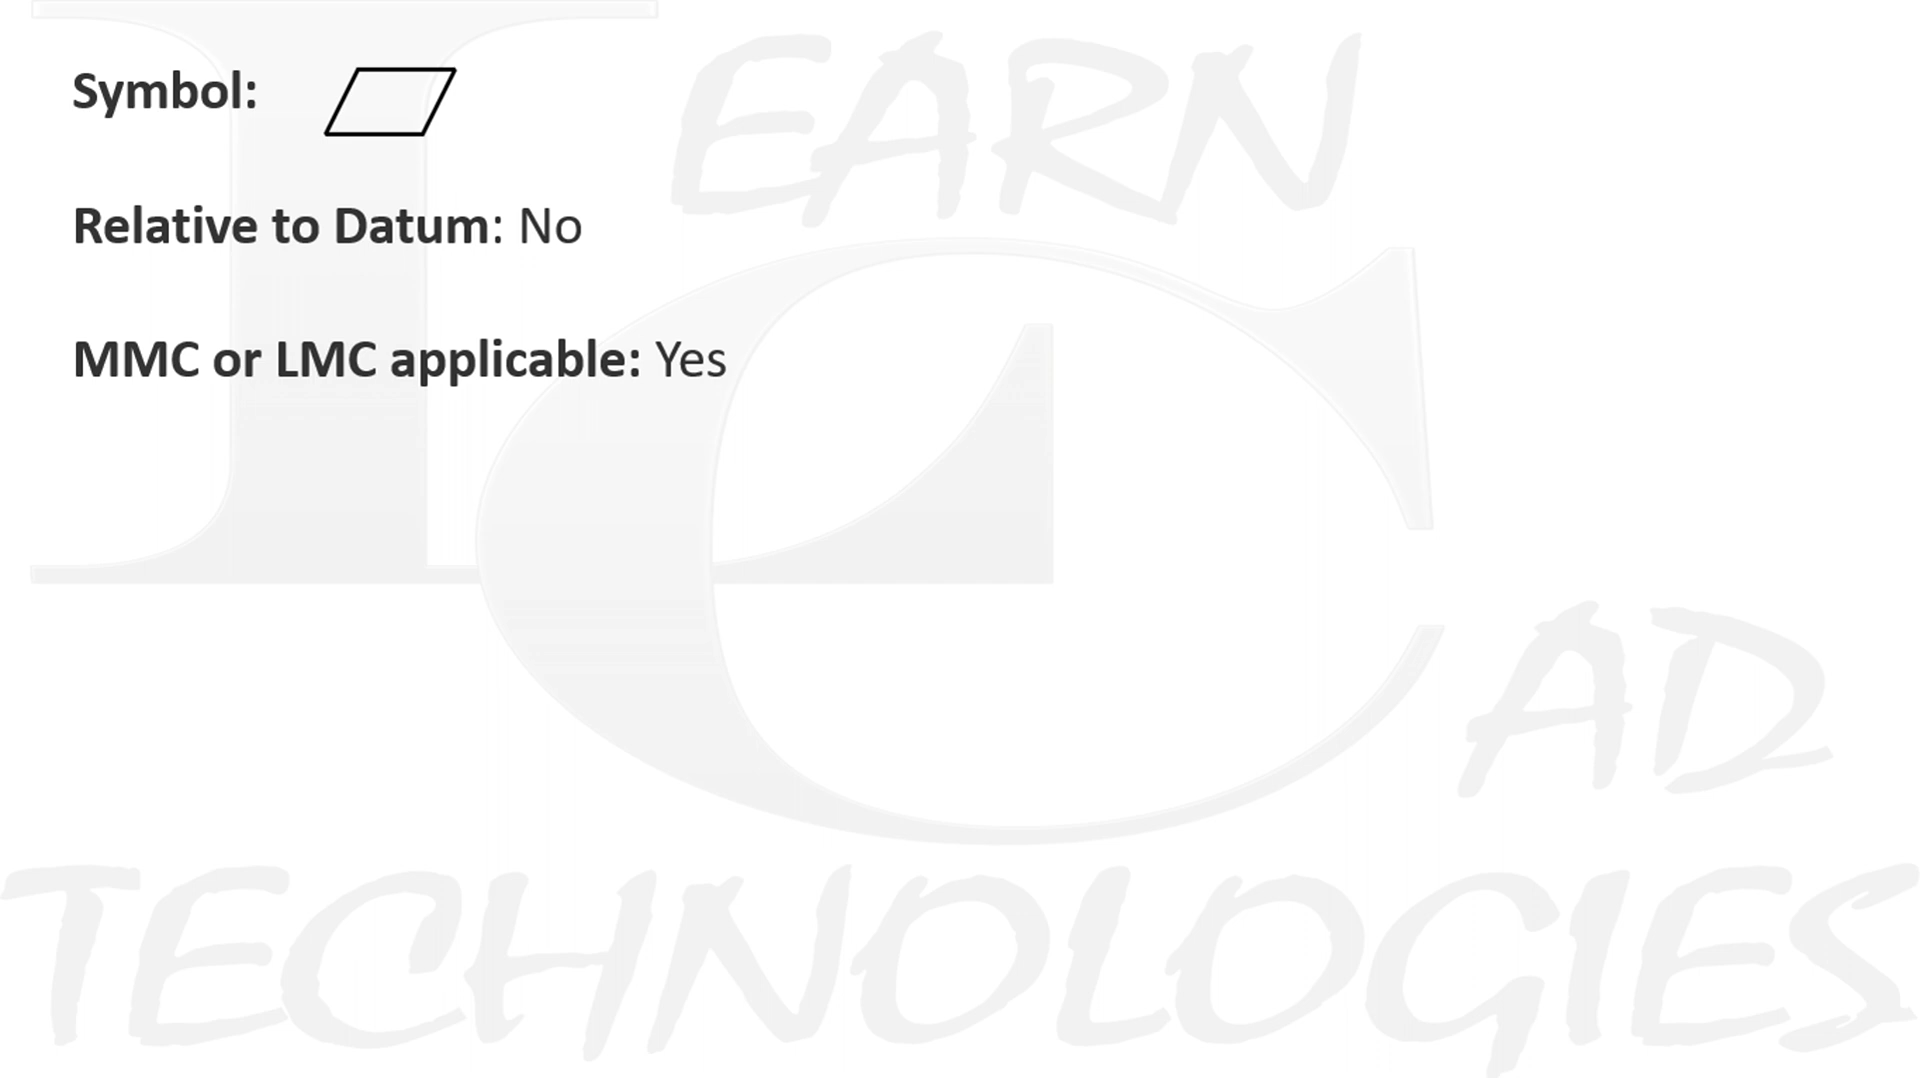 Symbol:
Relative to Datum: No
MMC or LMC applicable: Yes
LEARN
CAD
TECHNOLOGIES